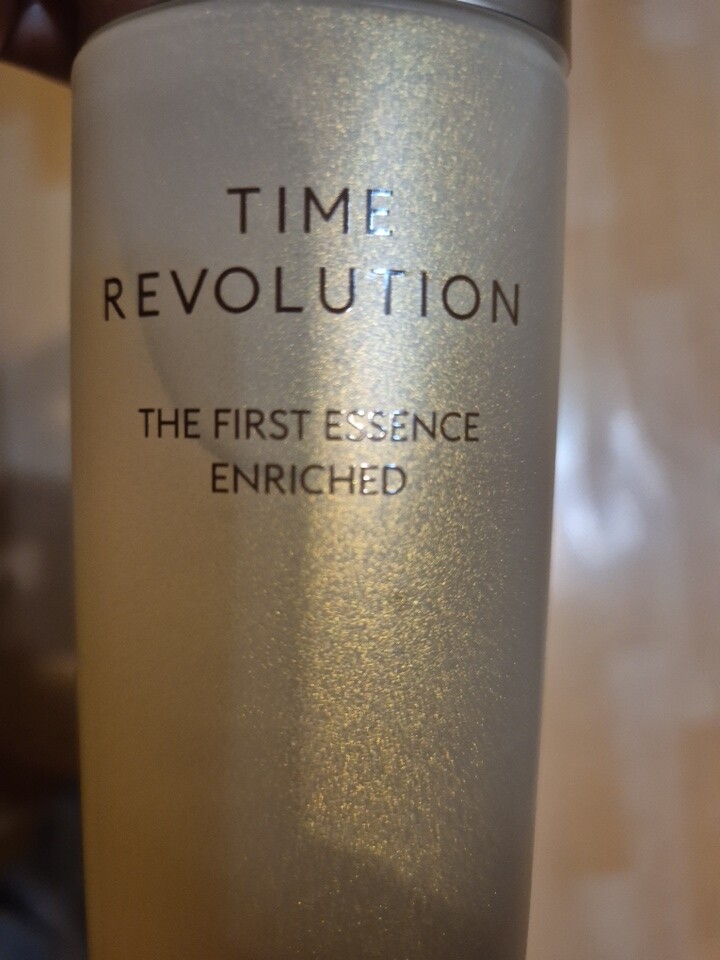 TIME
REVOLUTION
THE FIRST ESSENCE
ENRICHED